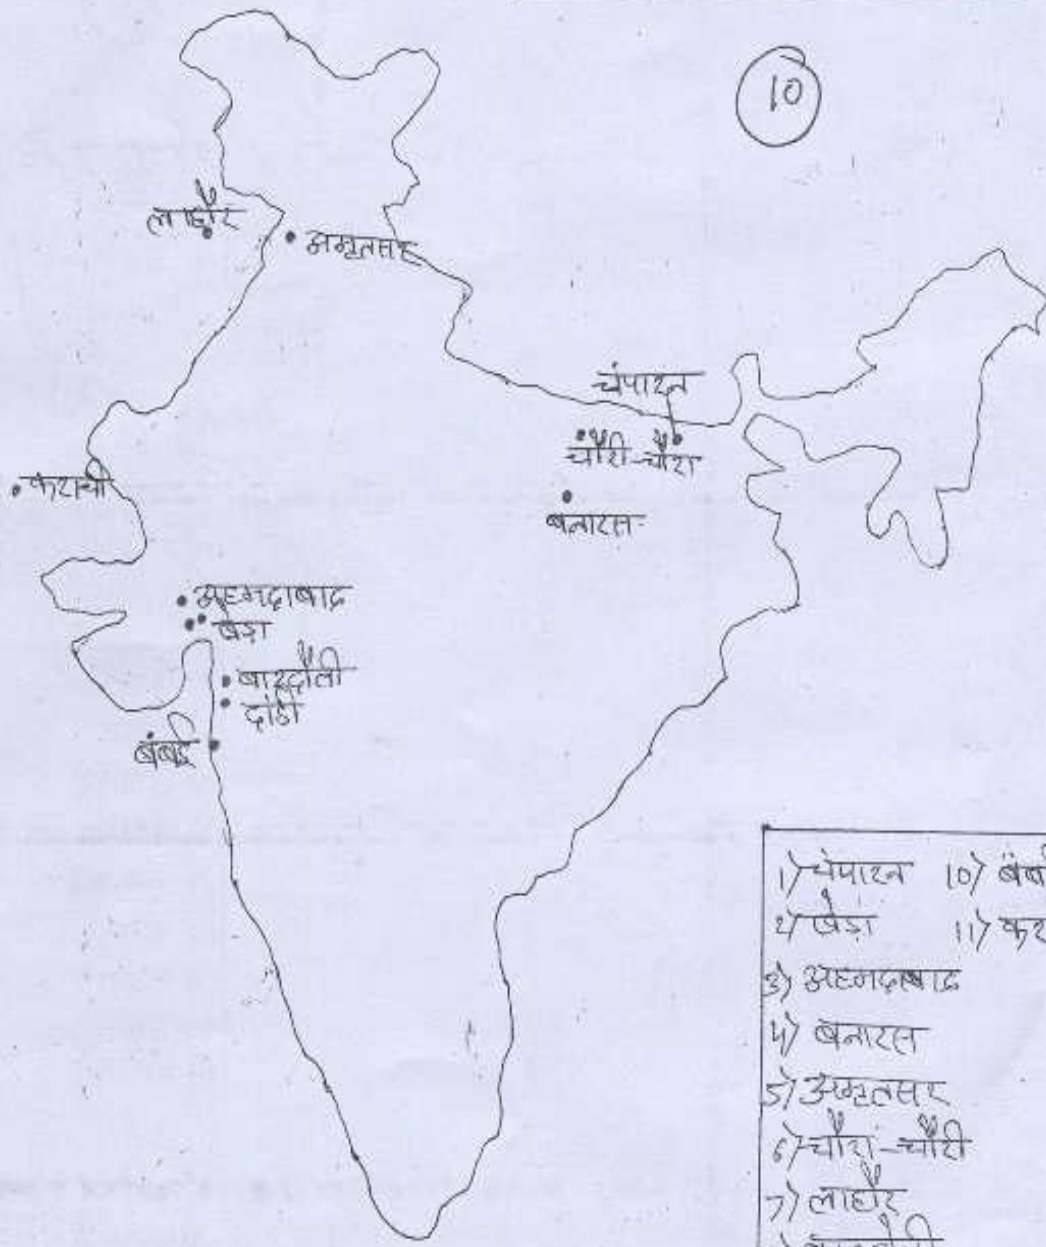 10
लाहौर
अमृतसर
चंपारन
चौरी-चौरा
कराची
बनारस
अहमदाबाद
खेड़ा
बारदौली
दांडी
बंबई
1) चंपारन 10) बंबई
2) खेड़ा 11)
3) अहमदाबाद
4) बनारस
5) अमृतसर
6) चौरा-चौरी
7) लाहौर